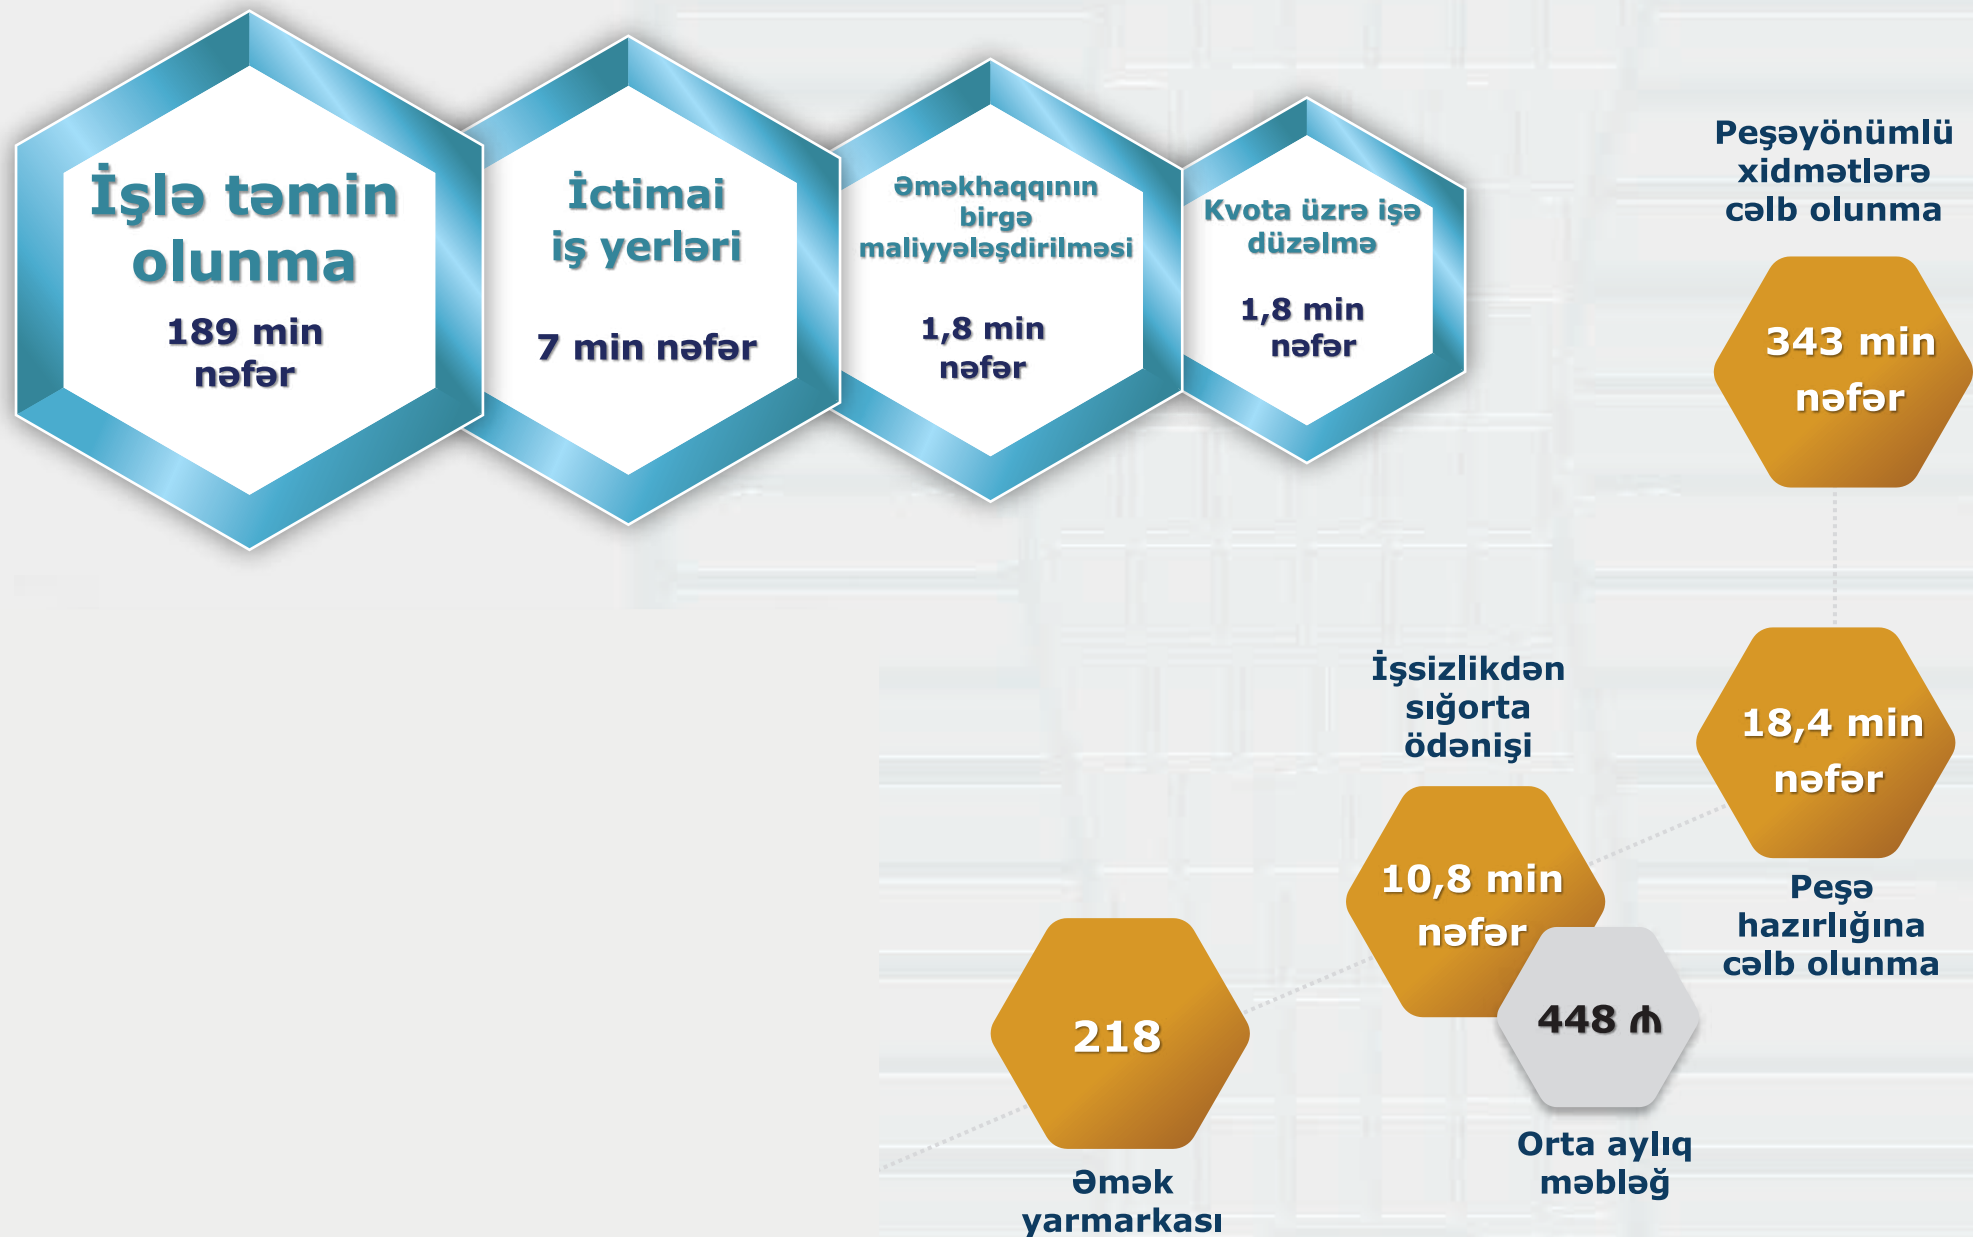 İşlə təmin
olunma
189 min
nəfər
İctimai
iş yerləri
7 min nəfər
Əməkhaqqının
birgə
maliyyələşdirilməsi
1,8 min
nəfər
Kvota üzrə işə
düzəlmə
1,8 min
nəfər
Peşəyönümlü
xidmətlərə
cəlb olunma
343 min
nəfər
18,4 min
nəfər
Peşə
hazırlığına
cəlb olunma
İşsizlikdən
sığorta
ödənişi
10,8 min
nəfər
448 ₼
Orta aylıq
məbləğ
218
Əmək
yarmarkası